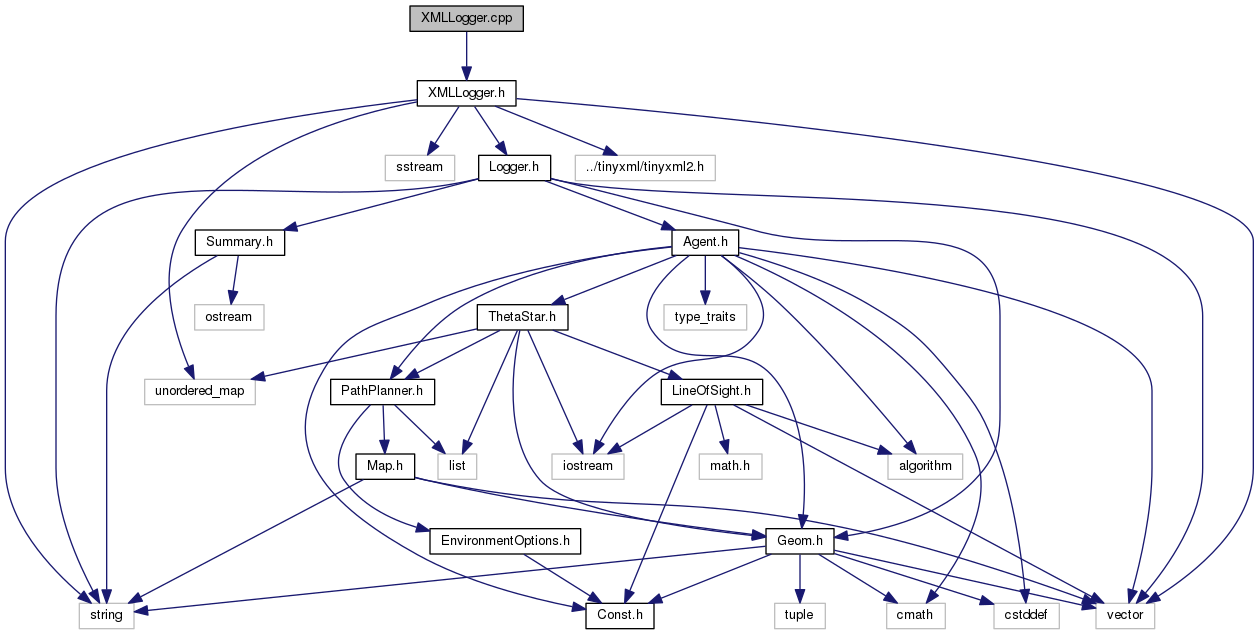 XMLLogger.cpp
XMLLogger.h
sstream
Logger.h
../tinyxml/tinyxml2.h
Summary.h
Agent.h
ostream
ThetaStar.h
type_traits
unordered_map
PathPlanner.h
LineOfSight.h
Map.h
list
iostream
math.h
algorithm
EnvironmentOptions.h
Geom.h
string
Const.h
tuple
cmath
cstddef
vector